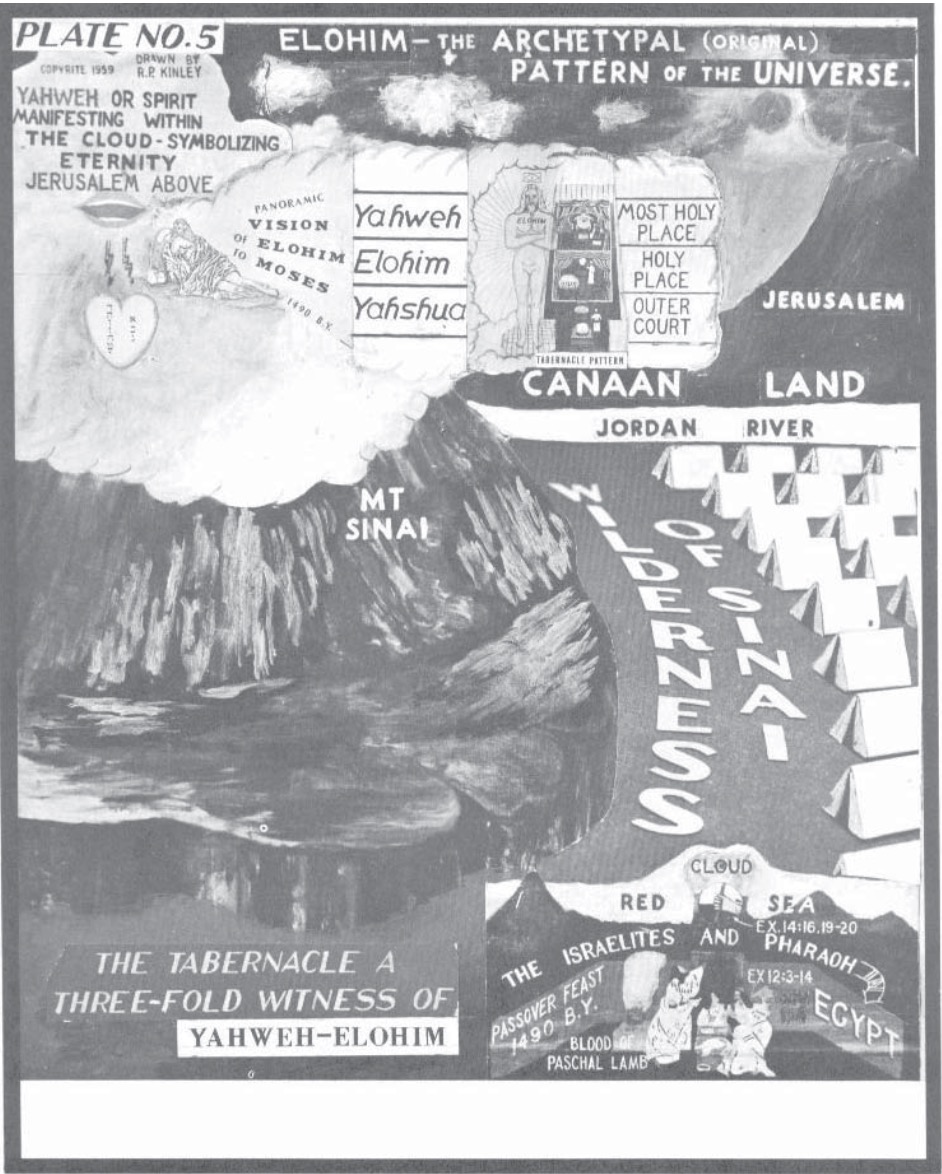 PLATE NO. 5
COPYRITE 1959
DRAWN BY
R.P. KINLEY
ELOHIM - THE ARCHETYPAL (ORIGINAL)
PATTERN OF THE UNIVERSE.
YAHWEH OR SPIRIT
MANIFESTING WITHIN
THE CLOUD - SYMBOLIZING
ETERNITY
JERUSALEM ABOVE
PANORAMIC
VISION
OF ELOHIM
TO MOSES
1490 B.Y.
Yahweh
Elohim
Yahshua
ELOHIM
TABERNACLE PATTERN
MOST HOLY
PLACE
HOLY
PLACE
OUTER
COURT
JERUSALEM
CANAAN LAND
JORDAN RIVER
MT
SINAI
WILDERNESS
OF SINAI
CLOUD
RED SEA
EX.14:16,19-20
THE ISRAELITES AND PHARAOH
EX 12:3-14
PASSOVER FEAST
1490 B.Y.
EGYPT
BLOOD OF
PASCHAL LAMB
THE TABERNACLE A
THREE-FOLD WITNESS OF
YAHWEH-ELOHIM